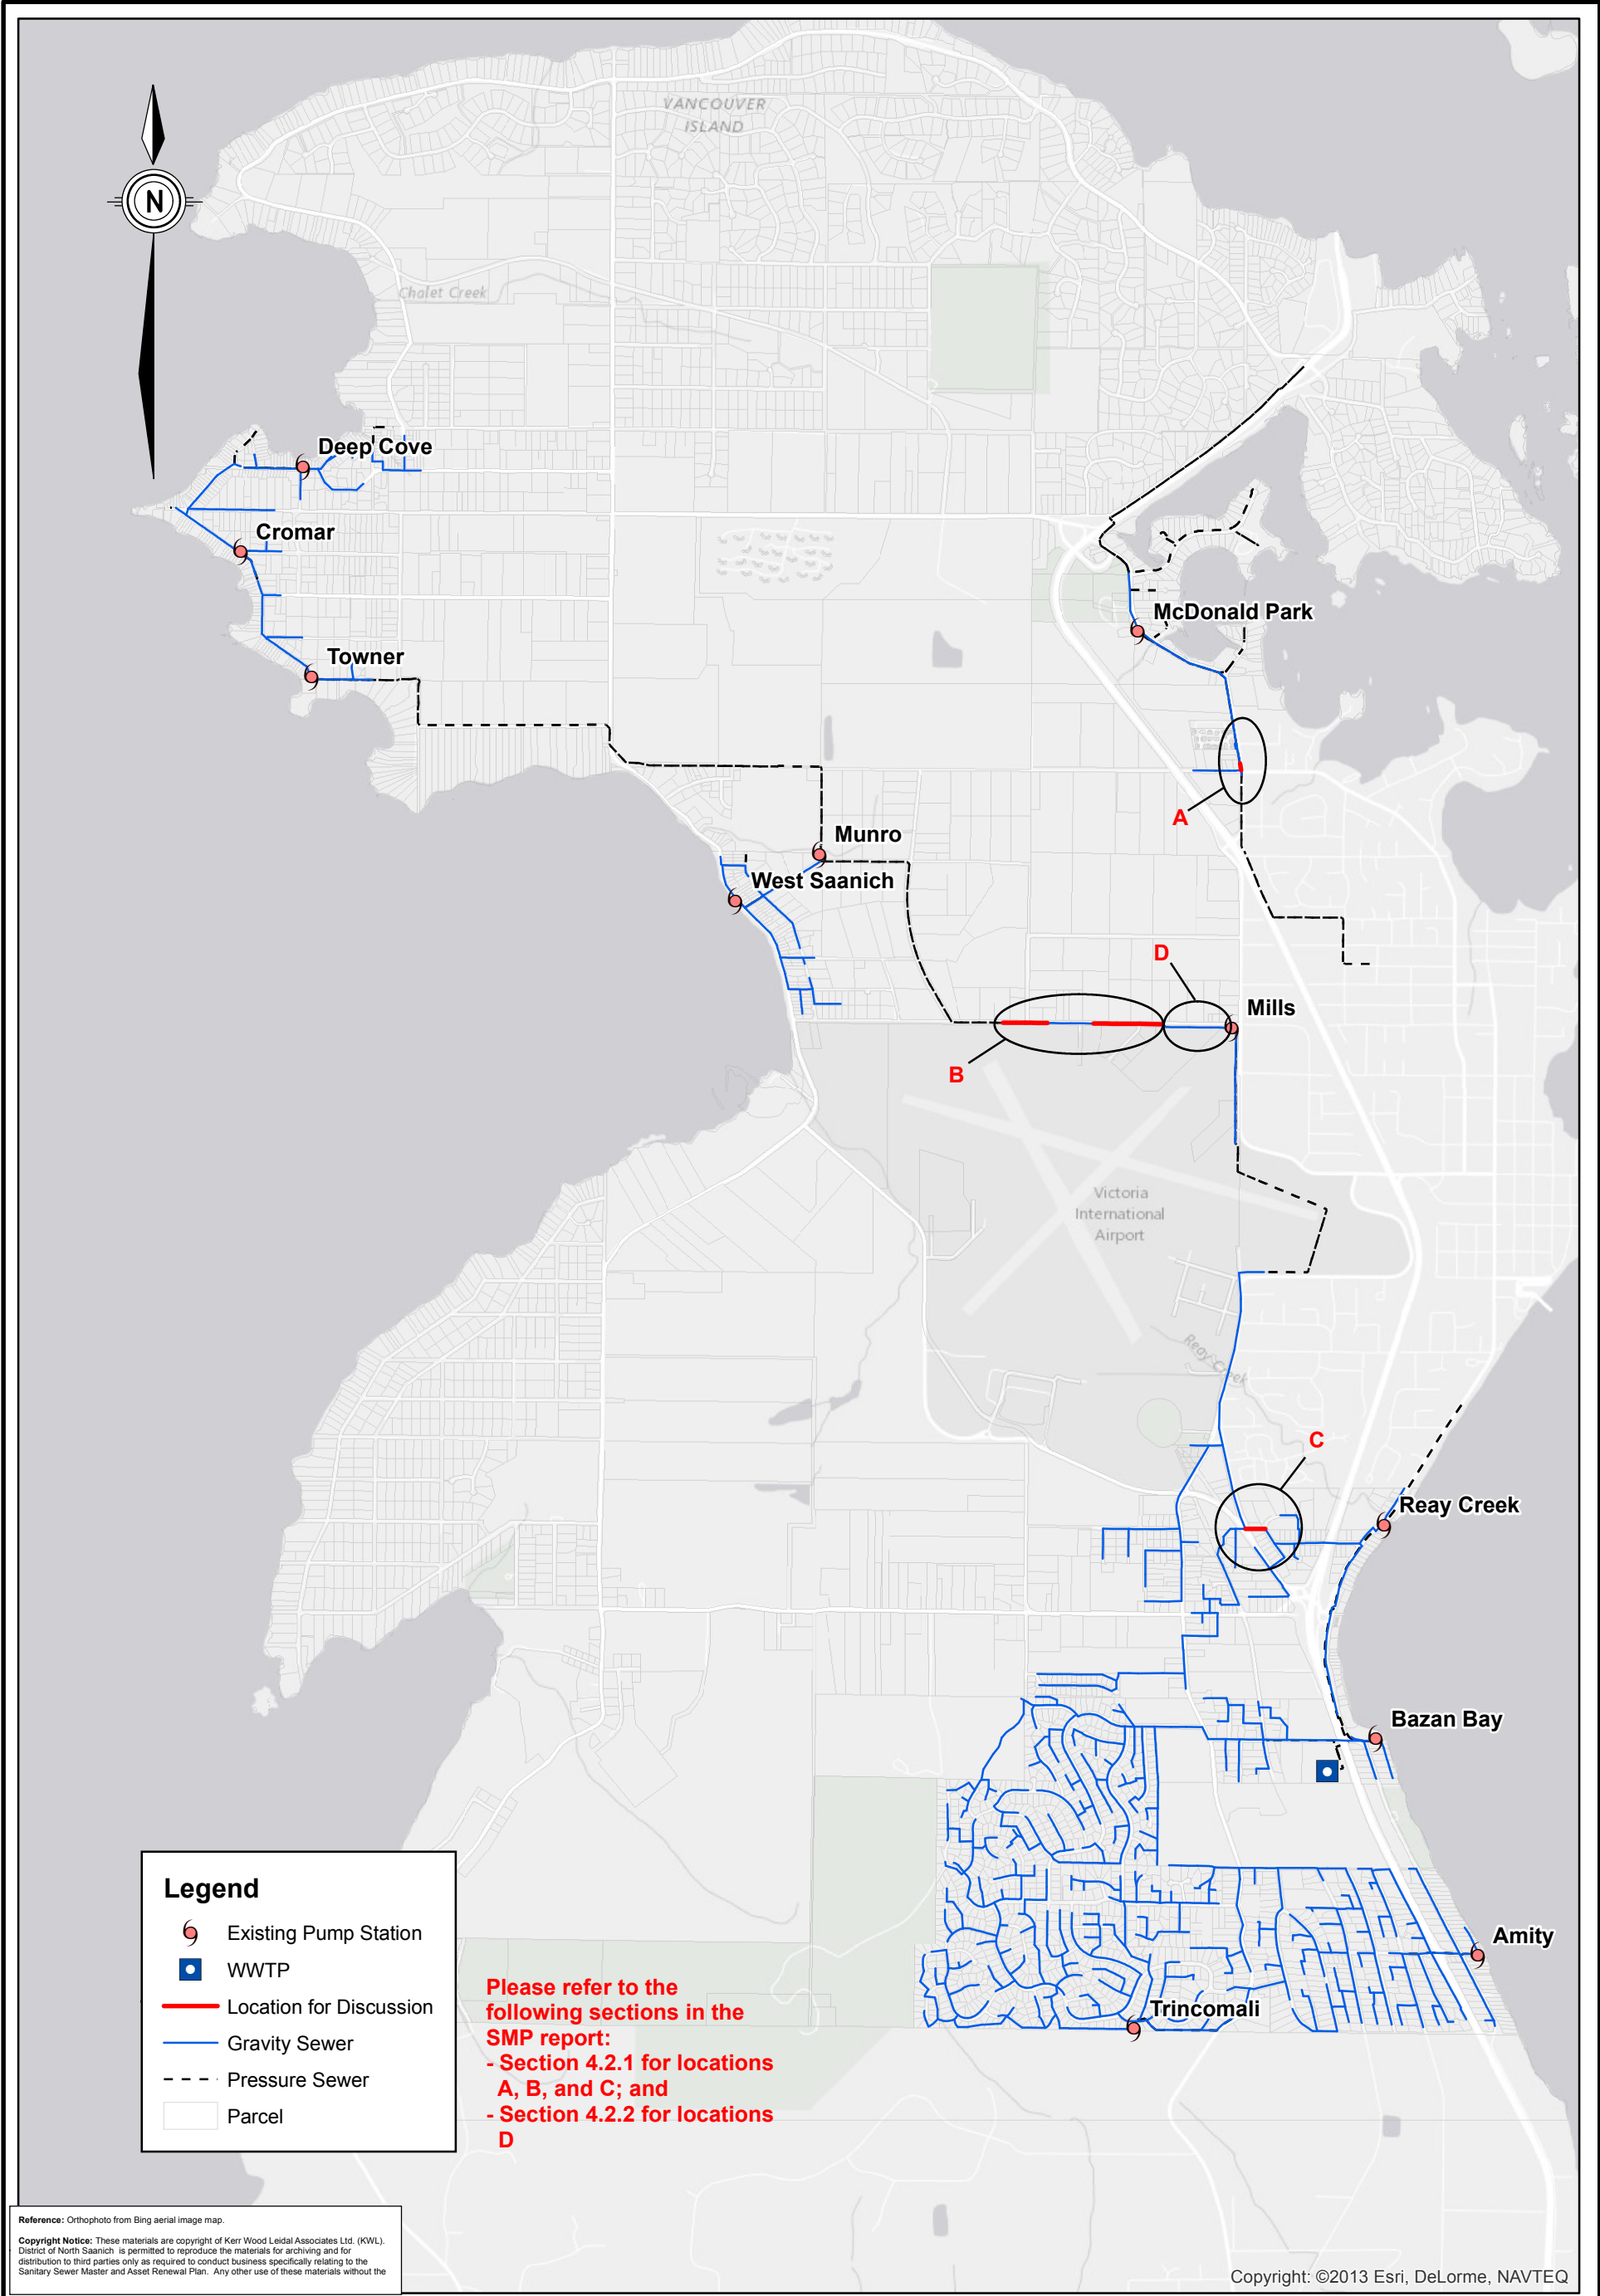 VANCOUVER
ISLAND
N
Chalet Creek
Deep Cove
Cromar
McDonald Park
Towner
A
Munro
West Saanich
D
Mills
B
Victoria
International
Airport
Reay Creek
C
Reay Creek
Bazan Bay
Legend
Existing Pump Station
WWTP
Location for Discussion
Gravity Sewer
Pressure Sewer
Parcel
Amity
Trincomali
Please refer to the
following sections in the
SMP report:
- Section 4.2.1 for locations
A, B, and C; and
- Section 4.2.2 for locations
D
Reference: Orthophoto from Bing aerial image map.
Copyright Notice: These materials are copyright of Kerr Wood Leidal Associates Ltd. (KWL).
District of North Saanich is permitted to reproduce the materials for archiving and for
distribution to third parties only as required to conduct business specifically relating to the
Sanitary Sewer Master and Asset Renewal Plan. Any other use of these materials without the
Copyright: ©2013 Esri, DeLorme, NAVTEQ